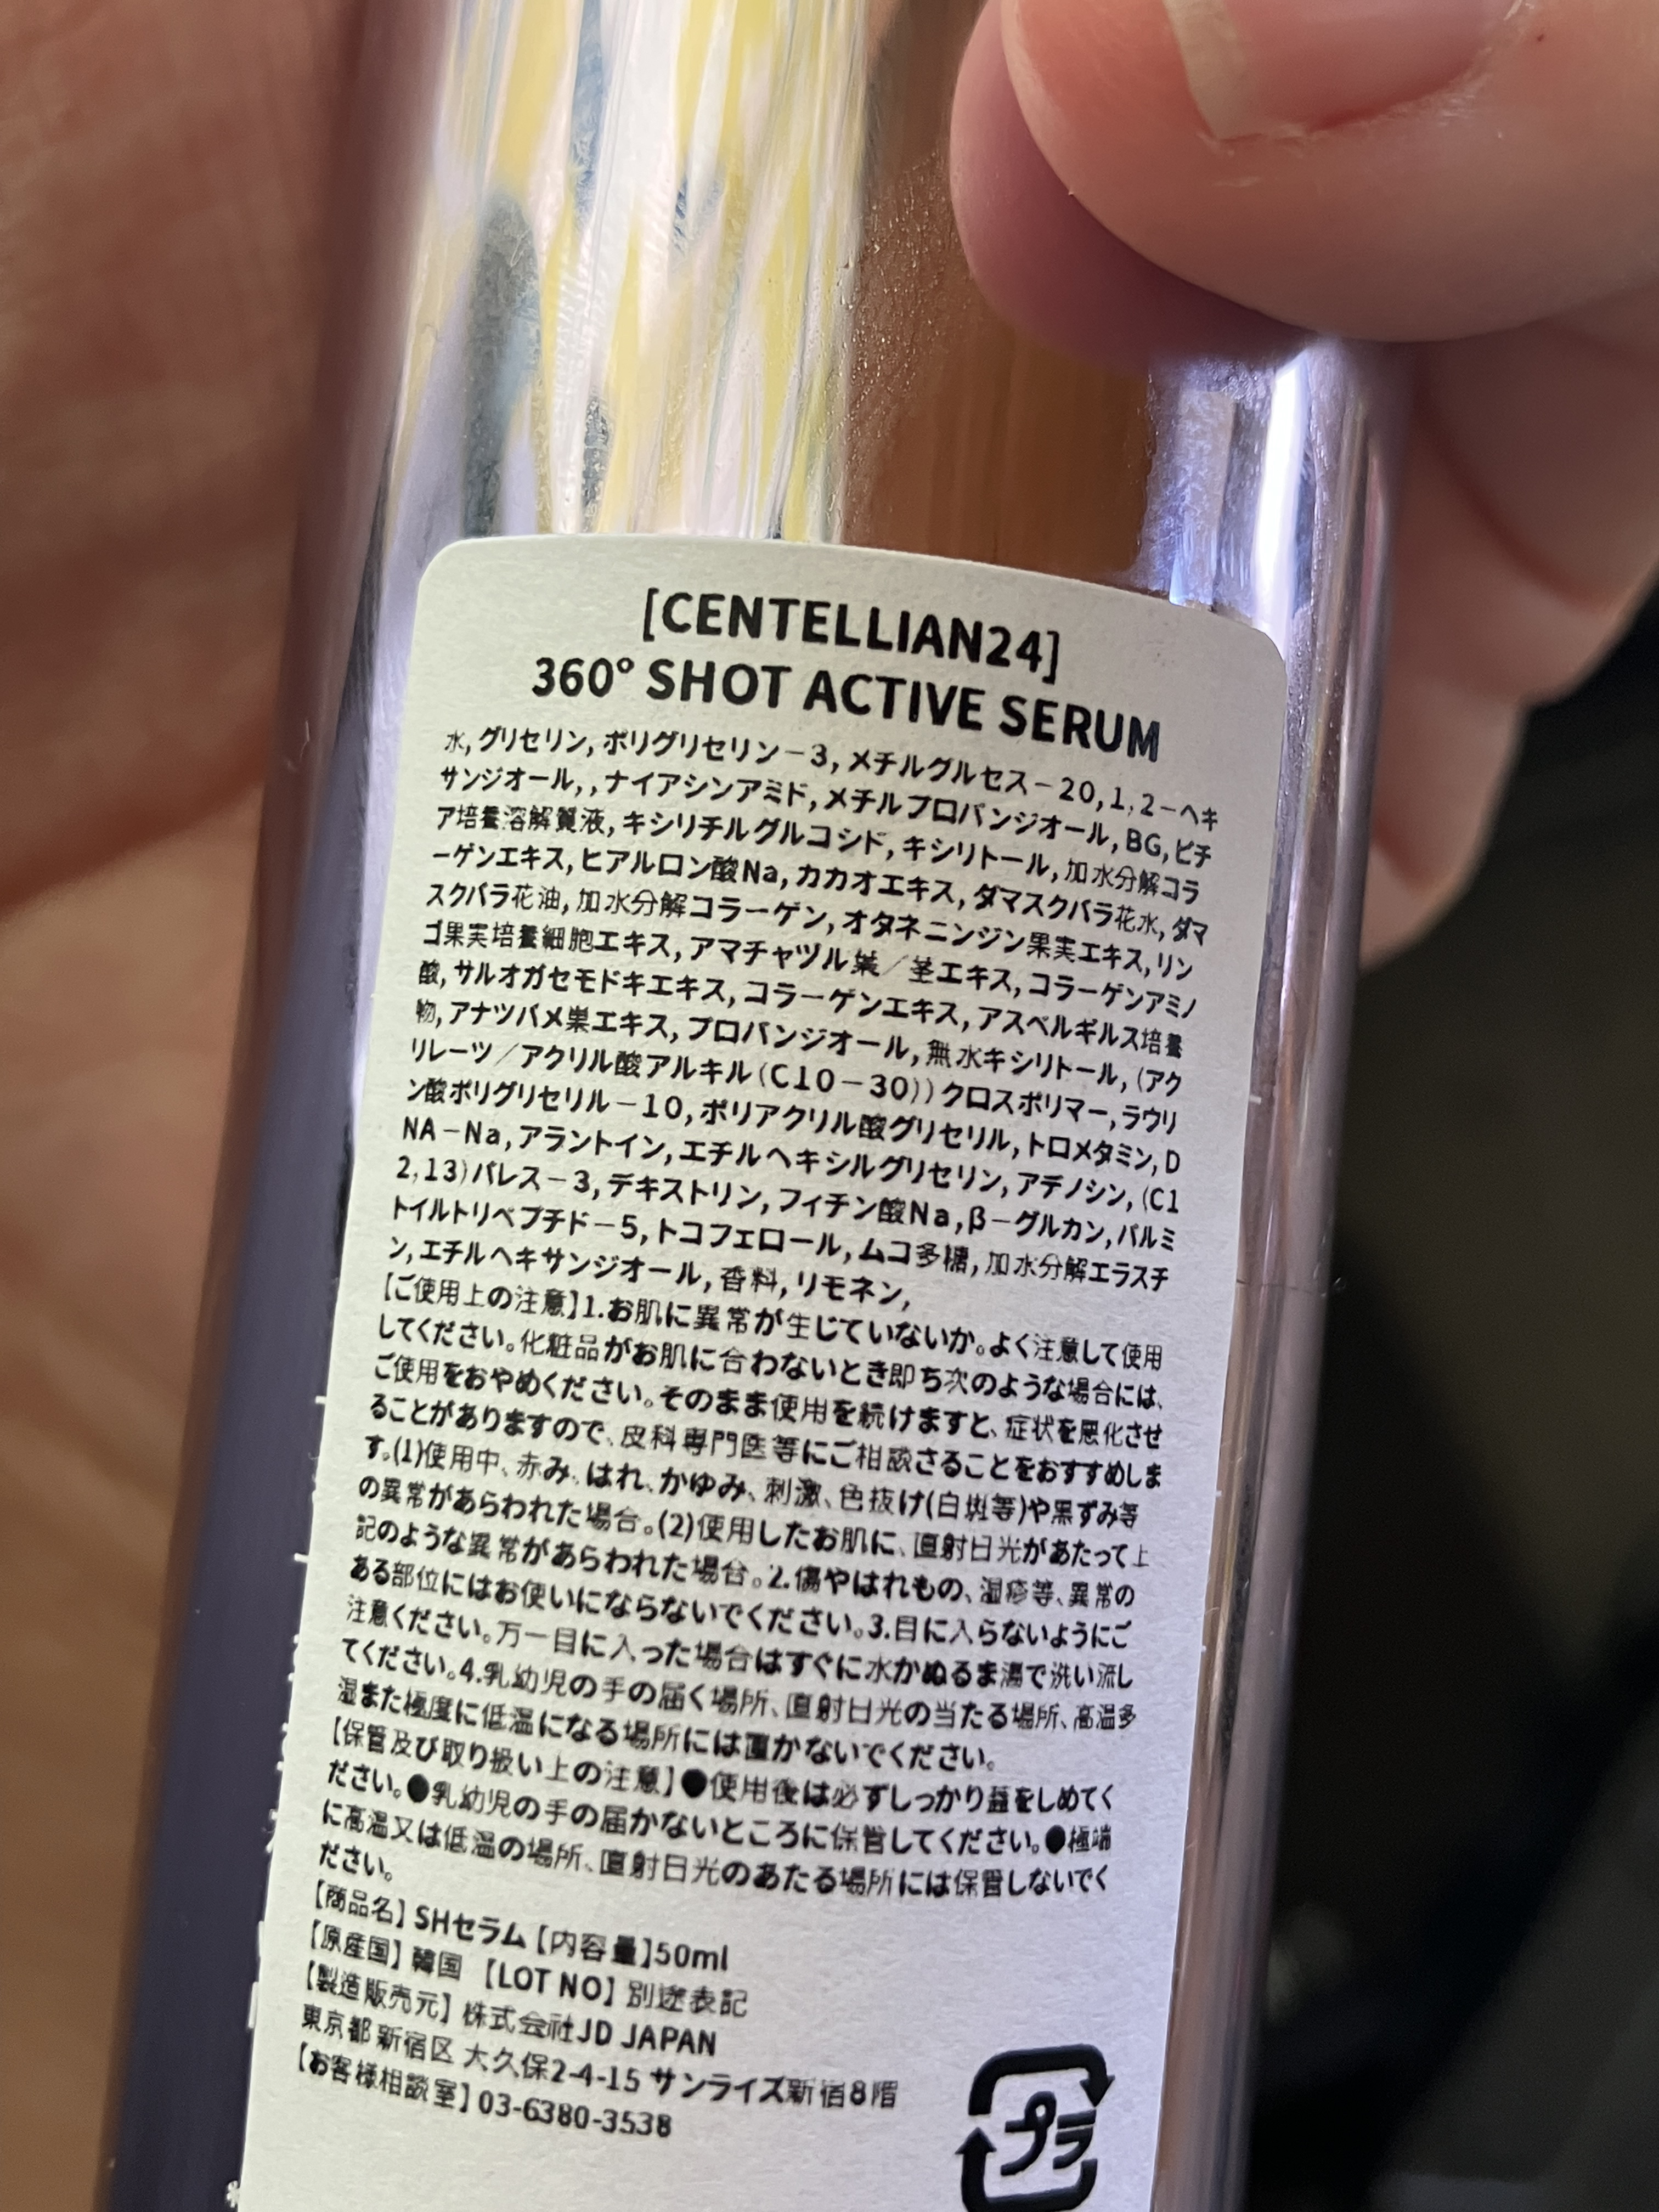 [CENTELLIAN24]
360° SHOT ACTIVE SERUM
水, グリセリン, ポリグリセリン－3, メチルグルセス－20, 1, 2－ヘキ
サンジオール, , ナイアシンアミド, メチルプロパンジオール, BG, ピチ
ア培養溶解質液, キシリチルグルコシド, キシリトール, 加水分解コラ
ーゲンエキス, ヒアルロン酸Na, カカオエキス, ダマスクバラ花水, ダマ
スクバラ花油, 加水分解コラーゲン, オタネニンジン果実エキス, リン
ゴ果実培養細胞エキス, アマチャヅル葉／茎エキス, コラーゲンアミノ
酸, サルオガセモドキエキス, コラーゲンエキス, アスペルギルス培養
物, アナツバメ巣エキス, プロパンジオール, 無水キシリトール, (アク
リレーツ／アクリル酸アルキル(C10－30))クロスポリマー, ラウリ
ン酸ポリグリセリル－10, ポリアクリル酸グリセリル, トロメタミン, D
NA－Na, アラントイン, エチルヘキシルグリセリン, アデノシン, (C1
2, 13)パレス－3, デキストリン, フィチン酸Na, β－グルカン, パルミ
トイルトリペプチド－5, トコフェロール, ムコ多糖, 加水分解エラスチ
ン, エチルヘキサンジオール, 香料, リモネン,
【ご使用上の注意】1.お肌に異常が生じていないか。よく注意して使用
してください。化粧品がお肌に合わないとき即ち次のような場合には、
ご使用をおやめください。そのまま使用を続けますと、症状を悪化させ
ることがありますので、皮科専門医等にご相談さることをおすすめしま
す。(1)使用中、赤み、はれ、かゆみ、刺激、色抜け(白斑等)や黒ずみ等
の異常があらわれた場合。(2)使用したお肌に、直射日光があたって上
記のような異常があらわれた場合。2.傷やはれもの、湿疹等、異常の
ある部位にはお使いにならないでください。3.目に入らないようにご
注意ください。万一目に入った場合はすぐに水かぬるま湯で洗い流し
てください。4.乳幼児の手の届く場所、直射日光の当たる場所、高温多
湿また極度に低温になる場所には置かないでください。
【保管及び取り扱い上の注意】●使用後は必ずしっかり蓋をしめてく
ださい。●乳幼児の手の届かないところに保管してください。●極端
に高温又は低温の場所、直射日光のあたる場所には保管しないでく
ださい。
【商品名】SHセラム【内容量】50ml
【原産国】韓国 【LOT NO】別途表記
【製造販売元】株式会社JD JAPAN
東京都 新宿区 大久保2-4-15 サンライズ新宿8階
【お客様相談室】03-6380-3538
プラ